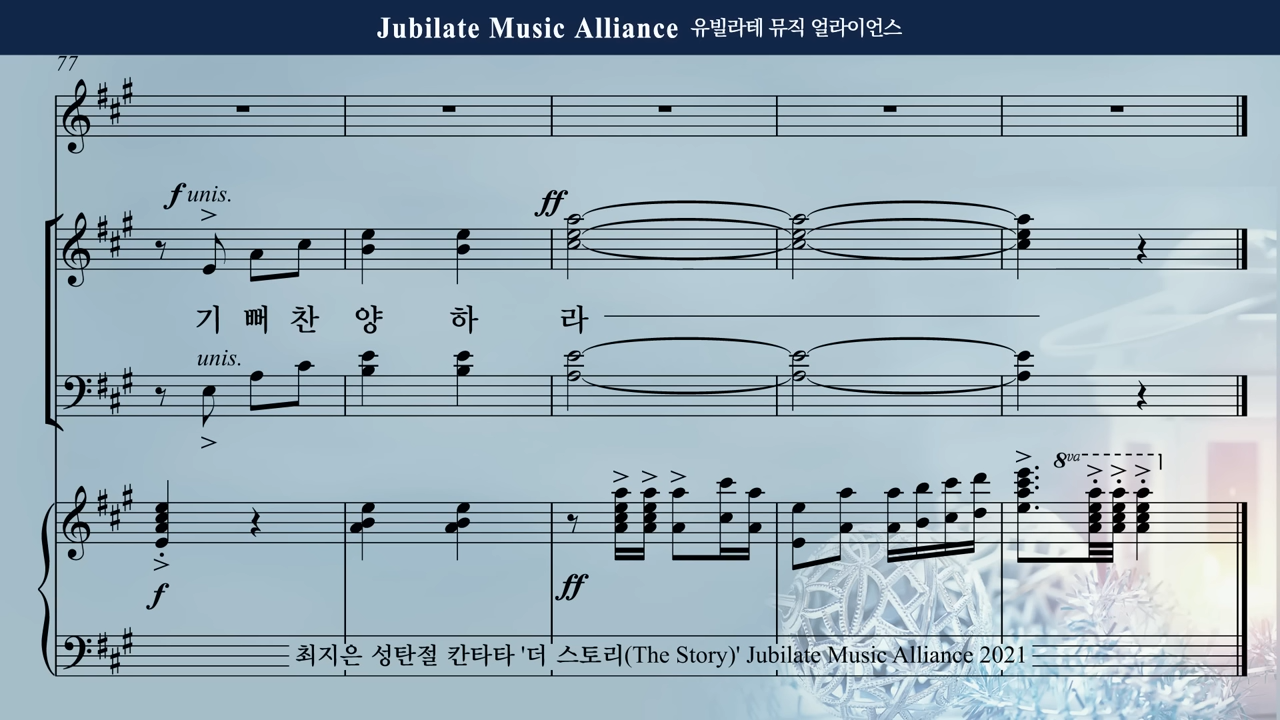 Jubilate Music Alliance 유빌라테 뮤직 얼라이언스
77
f unis.
ff
기 뻐 찬 양 하 라
unis.
8va
f
ff
최지은 성탄절 칸타타 '더 스토리(The Story)' Jubilate Music Alliance 2021